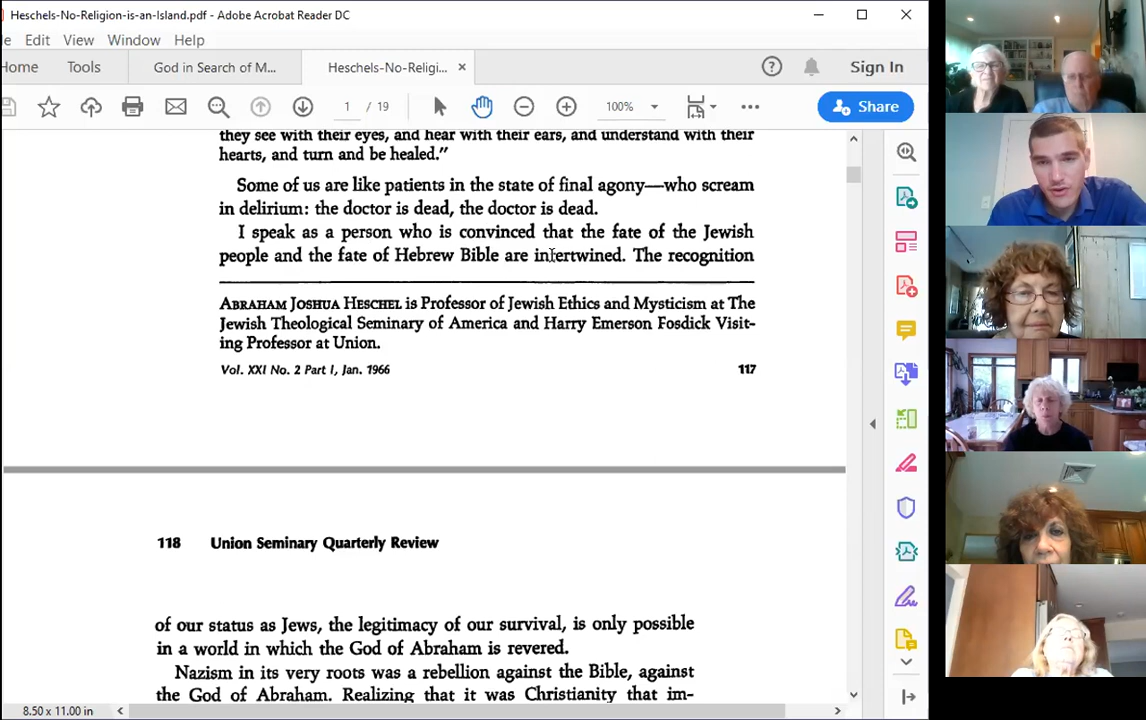 Heschels-No-Religion-is-an-Island.pdf - Adobe Acrobat Reader DC
Edit View Window Help
Home Tools God in Search of M... Heschels-No-Religi... Sign In
1 / 19 100% Share
they see with their eyes, and hear with their ears, and understand with their
hearts, and turn and be healed.”
Some of us are like patients in the state of final agony—who scream
in delirium: the doctor is dead, the doctor is dead.
I speak as a person who is convinced that the fate of the Jewish
people and the fate of Hebrew Bible are intertwined. The recognition
ABRAHAM JOSHUA HESCHEL is Professor of Jewish Ethics and Mysticism at The
Jewish Theological Seminary of America and Harry Emerson Fosdick Visit-
ing Professor at Union.
Vol. XXI No. 2 Part I, Jan. 1966 117
118 Union Seminary Quarterly Review
of our status as Jews, the legitimacy of our survival, is only possible
in a world in which the God of Abraham is revered.
Nazism in its very roots was a rebellion against the Bible, against
the God of Abraham. Realizing that it was Christianity that im-
8.50 x 11.00 in